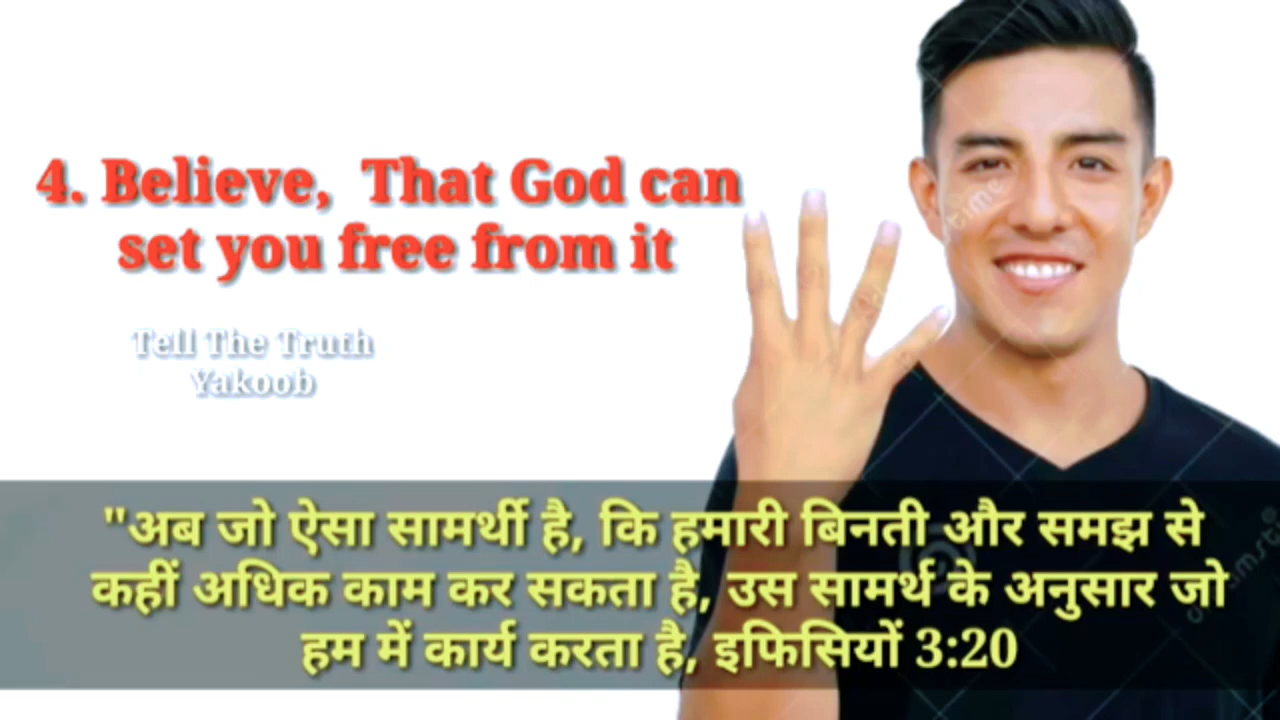 4. Believe, That God can
set you free from it
Tell The Truth
Yakoob
"अब जो ऐसा सामर्थी है, कि हमारी बिनती और समझ से
कहीं अधिक काम कर सकता है, उस सामर्थ के अनुसार जो
हम में कार्य करता है, इफिसियों 3:20